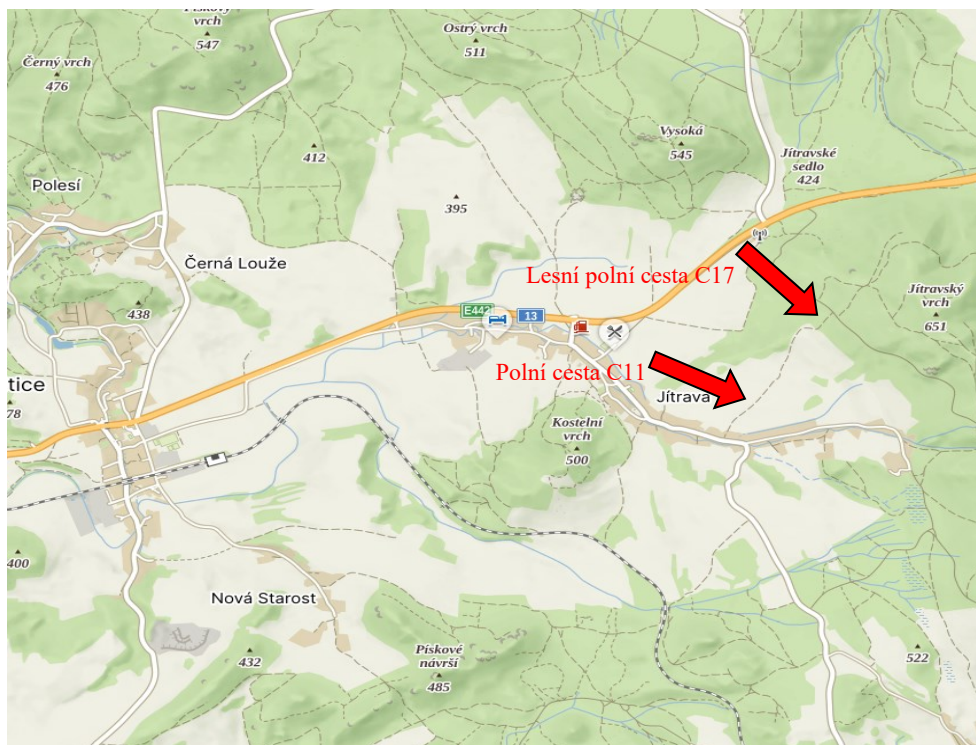 Pískový
vrch
547
Ostrý vrch
511
Černý vrch
476
Vysoká
545
412
Jítravské
sedlo
424
Polesí
395
Černá Louže
Lesní polní cesta C17
Jítravský
vrch
651
438
E442
13
tice
Polní cesta C11
Jítrava
78
Kostelní
vrch
500
400
Nová Starost
432
Pískové
návrší
485
522